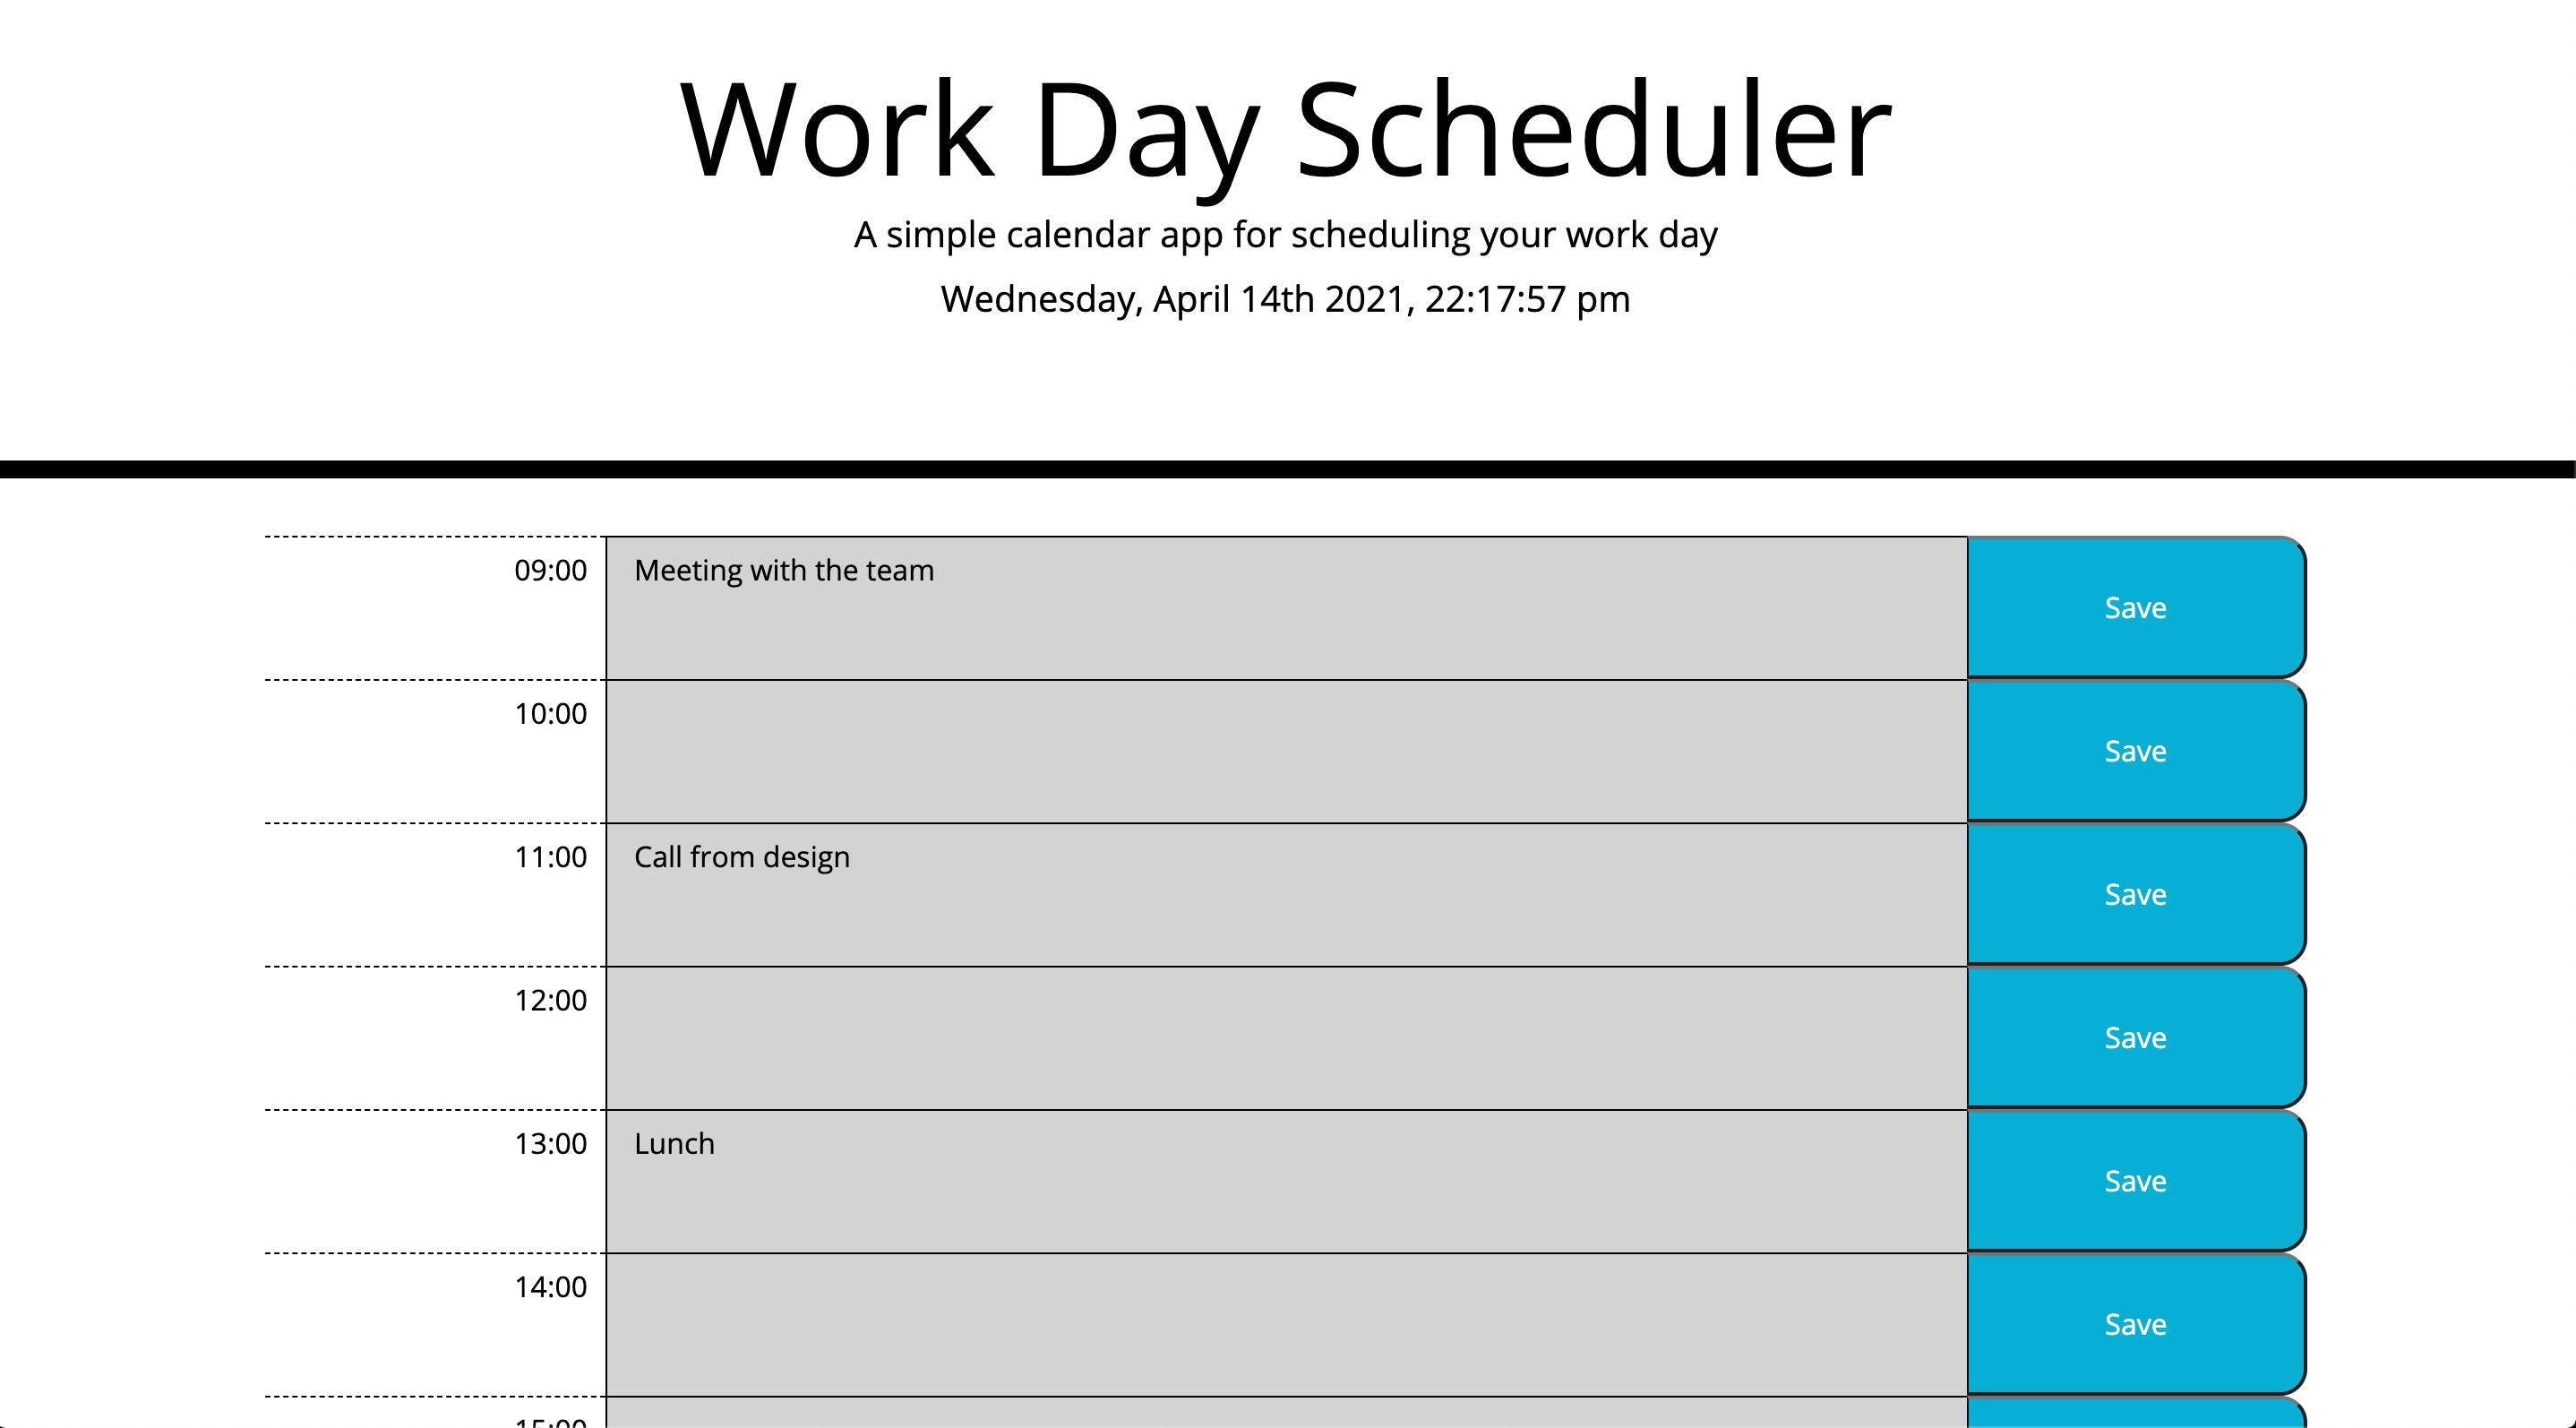 Work Day Scheduler
A simple calendar app for scheduling your work day
Wednesday, April 14th 2021, 22:17:57 pm
09:00 Meeting with the team Save
10:00 Save
11:00 Call from design Save
12:00 Save
13:00 Lunch Save
14:00 Save
15:00